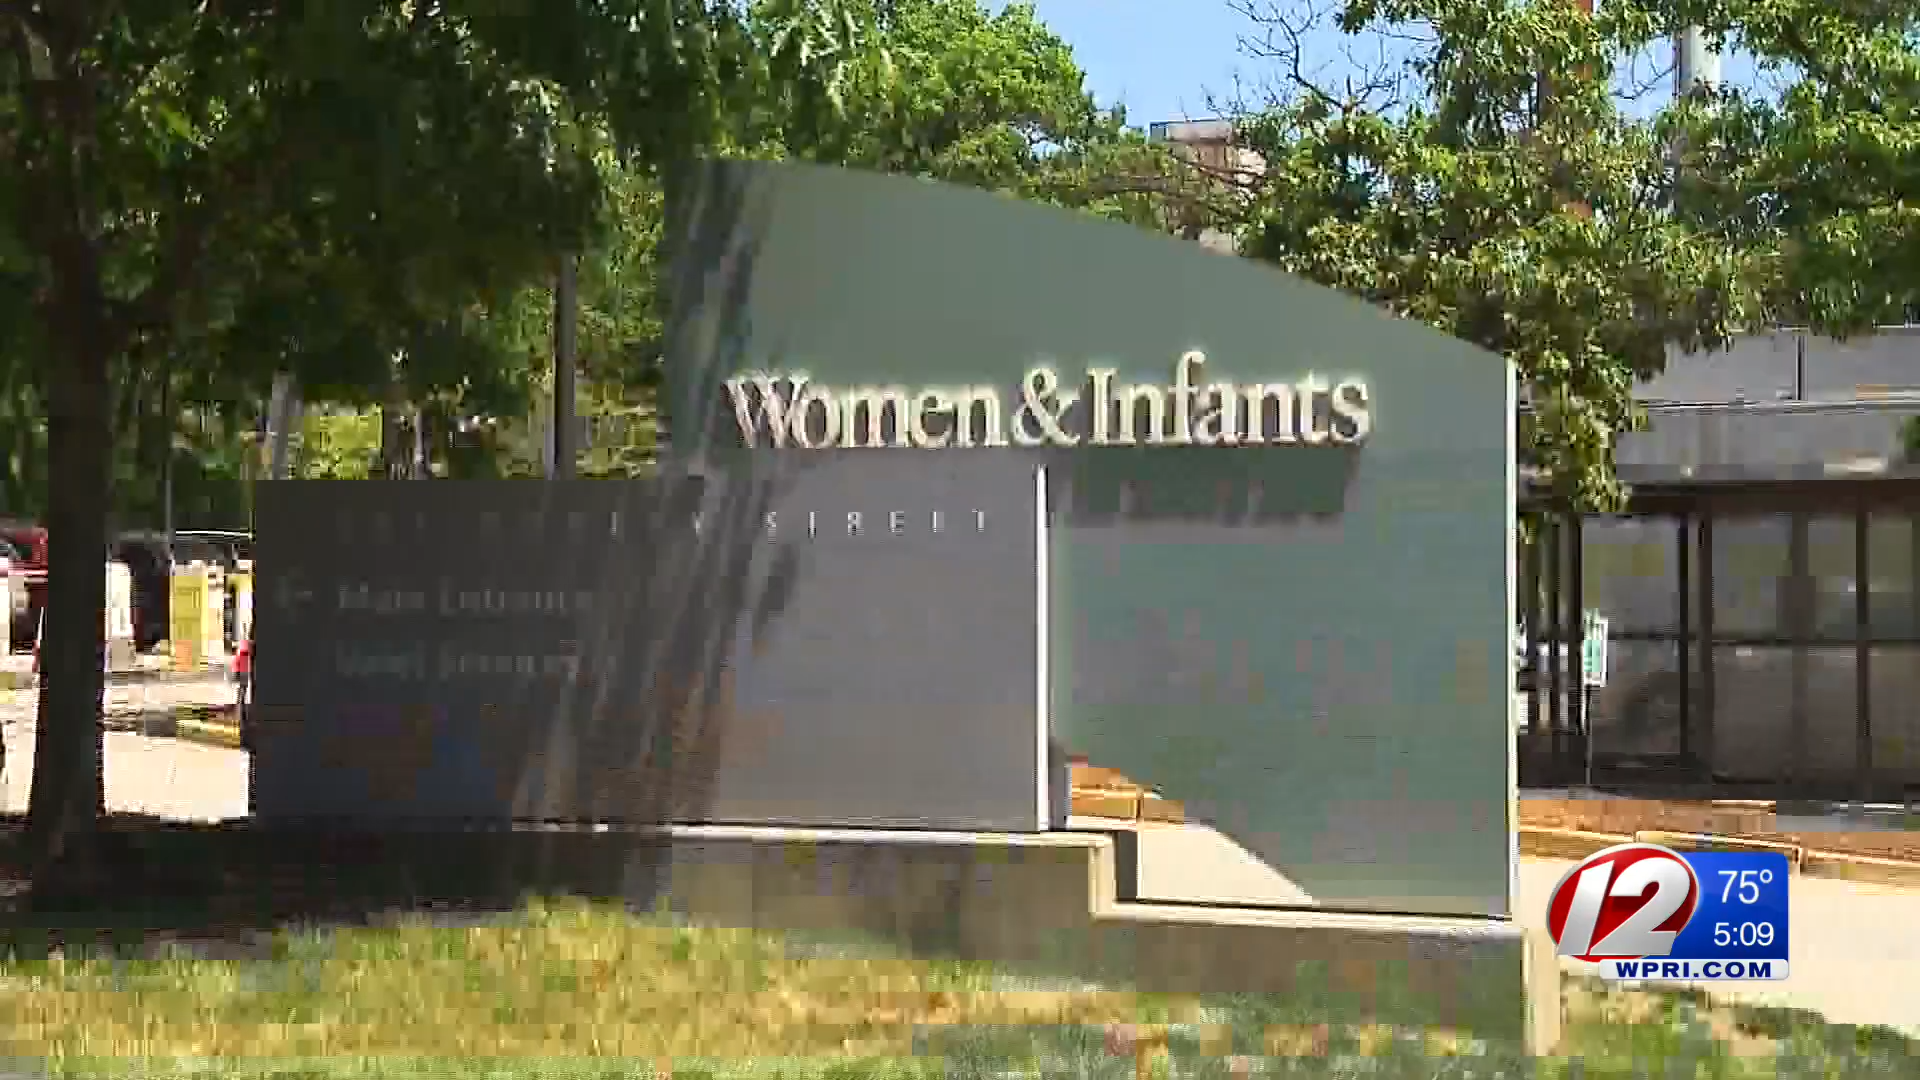 Women & Infants
STREET
Main Entrance
12
75°
5:09
WPRI.COM